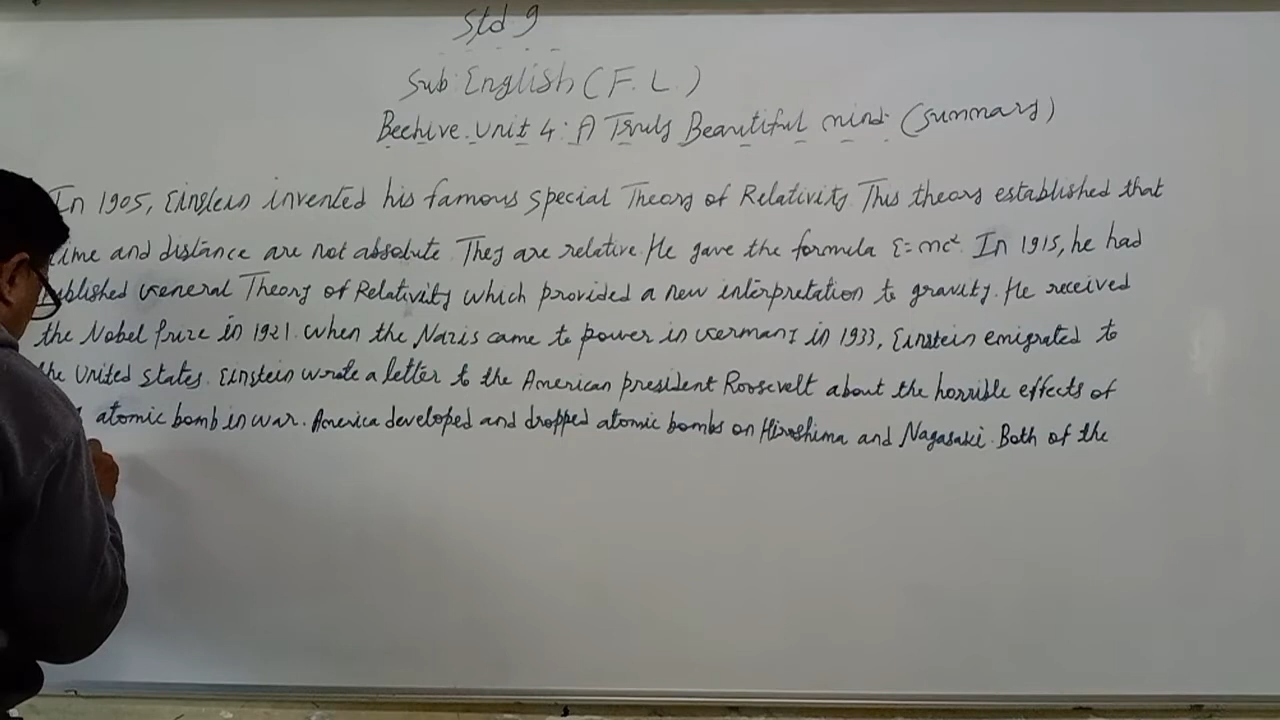 Std 9
Sub: English (F. L.)
Beehive. Unit 4: A Truly Beautiful mind. (summary)
In 1905, Einstein invented his famous special Theory of Relativity. This theory established that
time and distance are not absolute. They are relative. He gave the formula E=mc². In 1915, he had
published General Theory of Relativity which provided a new interpretation to gravity. He received
the Nobel Prize in 1921. When the Nazis came to power in Germany in 1933, Einstein emigrated to
the United States. Einstein wrote a letter to the American president Roosevelt about the horrible effects of
atomic bomb in war. America developed and dropped atomic bombs on Hiroshima and Nagasaki. Both of the